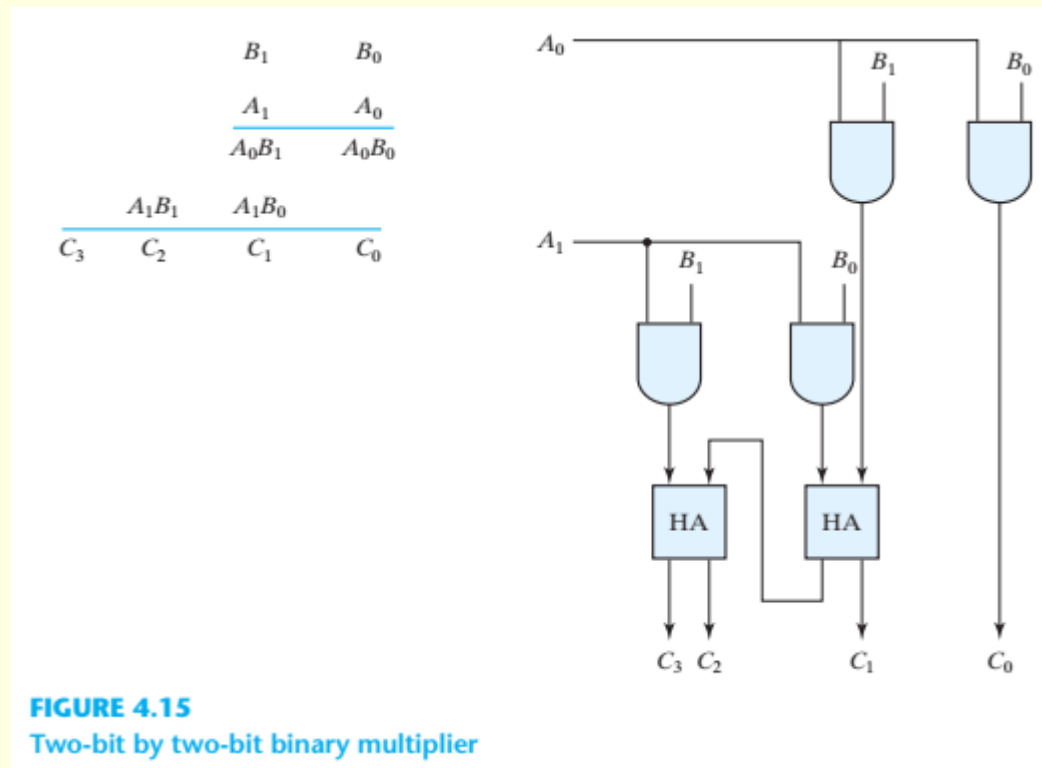 B₁ B₀
A₁ A₀
A₀B₁ A₀B₀
A₁B₁ A₁B₀
C₃ C₂ C₁ C₀
A₀
B₁ B₀
A₁
B₁ B₀
HA HA
C₃ C₂ C₁ C₀
FIGURE 4.15
Two-bit by two-bit binary multiplier